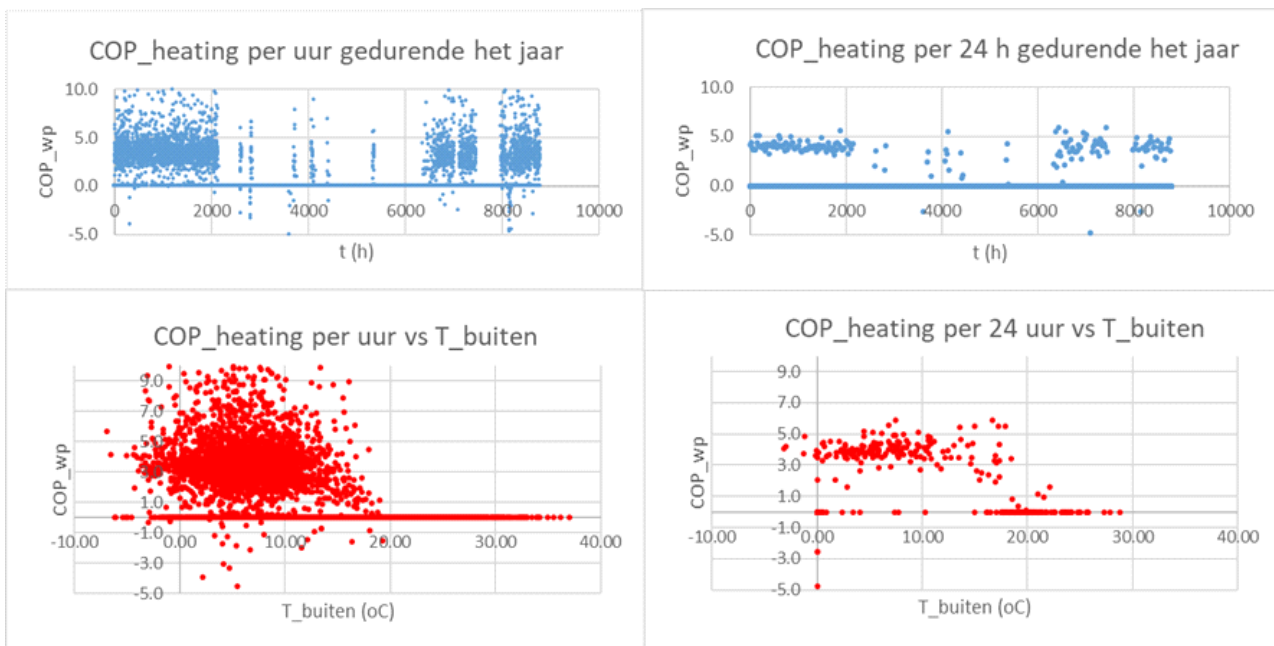 COP_heating per uur gedurende het jaar
10.0
5.0
0.0
-5.0
0 2000 4000 6000 8000 10000
COP_wp
t (h)
COP_heating per 24 h gedurende het jaar
10.0
5.0
0.0
-5.0
0 2000 4000 6000 8000 10000
COP_wp
t (h)
COP_heating per uur vs T_buiten
9.0
7.0
5.0
3.0
1.0
-1.0
-3.0
-5.0
-10.00 0.00 10.00 20.00 30.00 40.00
COP_wp
T_buiten (oC)
COP_heating per 24 uur vs T_buiten
9.0
7.0
5.0
3.0
1.0
-1.0
-3.0
-5.0
-10.00 0.00 10.00 20.00 30.00 40.00
COP_wp
T_buiten (oC)